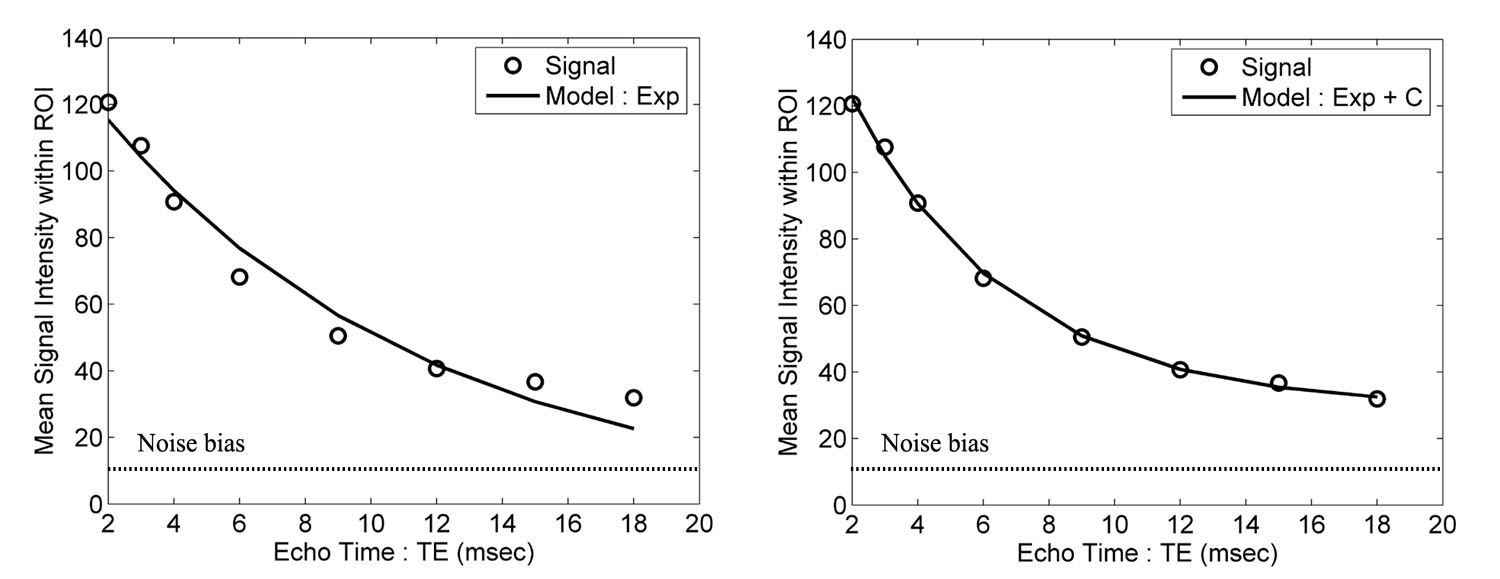 140
120
100
80
60
40
20
0
Mean Signal Intensity within ROI
Signal
Model : Exp
Noise bias
2 4 6 8 10 12 14 16 18 20
Echo Time : TE (msec)
140
120
100
80
60
40
20
0
Mean Signal Intensity within ROI
Signal
Model : Exp + C
Noise bias
2 4 6 8 10 12 14 16 18 20
Echo Time : TE (msec)